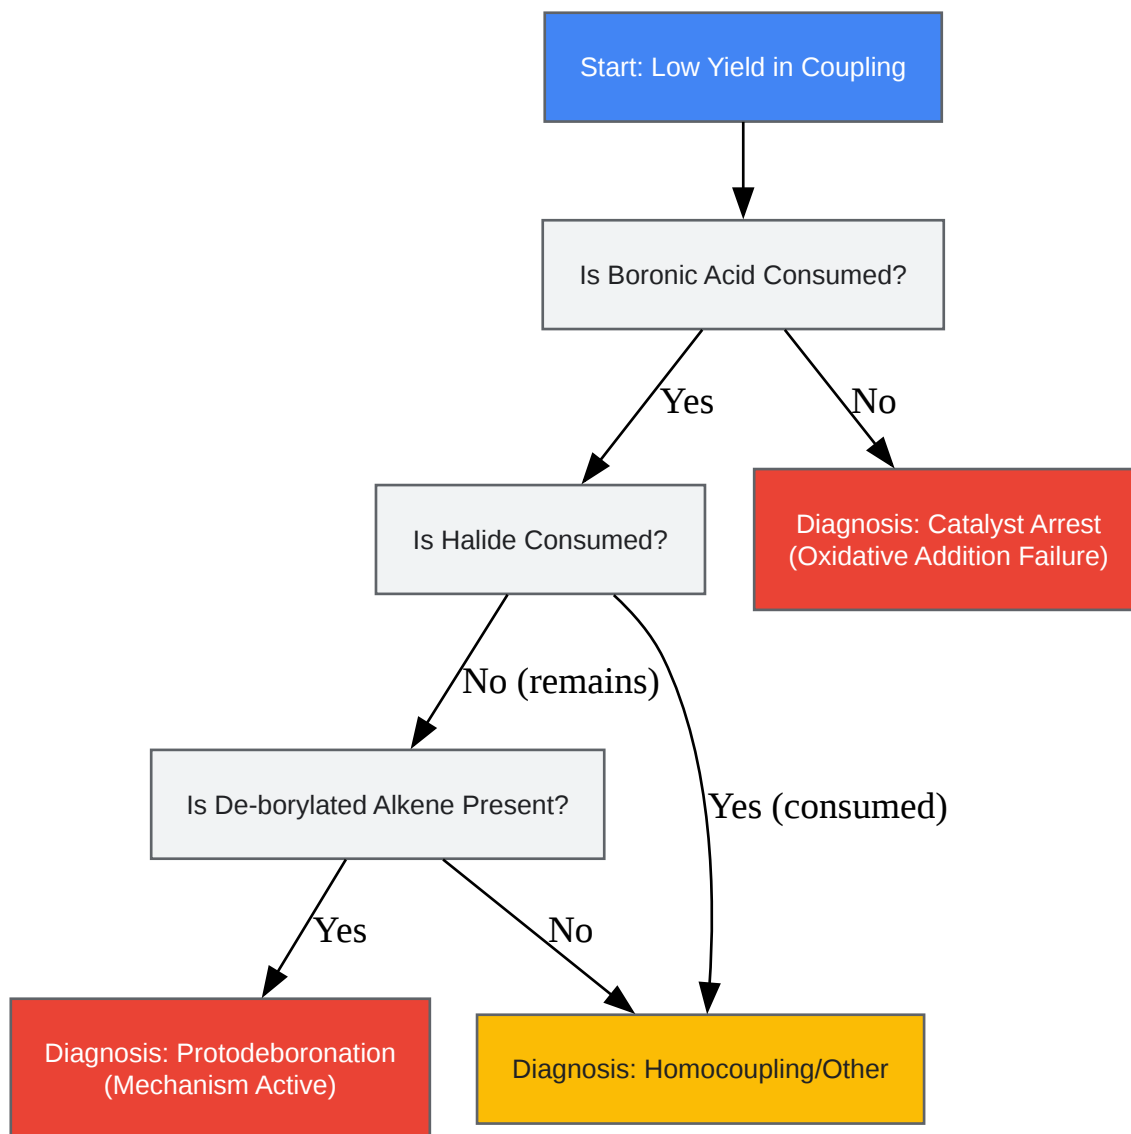 Start: Low Yield in Coupling
Is Boronic Acid Consumed?
Yes
No
Is Halide Consumed?
Diagnosis: Catalyst Arrest
(Oxidative Addition Failure)
No (remains)
Yes (consumed)
Is De-borylated Alkene Present?
Yes
No
Diagnosis: Protodeboronation
(Mechanism Active)
Diagnosis: Homocoupling/Other